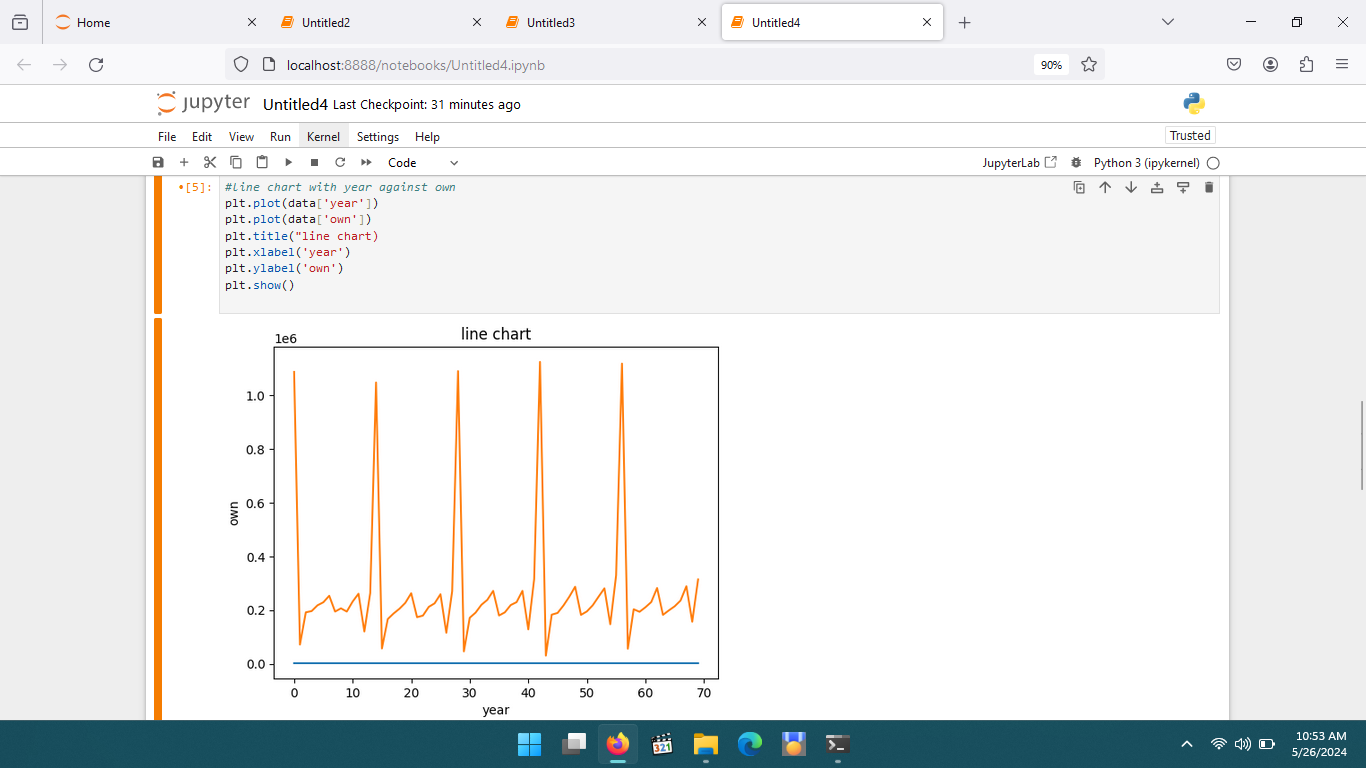 Home
Untitled2
Untitled3
Untitled4
localhost:8888/notebooks/Untitled4.ipynb
90%
jupyter Untitled4 Last Checkpoint: 31 minutes ago
File Edit View Run Kernel Settings Help
Trusted
Code
JupyterLab
Python 3 (ipykernel)
•[5]:
#line chart with year against own
plt.plot(data['year'])
plt.plot(data['own'])
plt.title("line chart)
plt.xlabel('year')
plt.ylabel('own')
plt.show()
line chart
1e6
1.0
0.8
0.6
0.4
0.2
0.0
own
0 10 20 30 40 50 60 70
year
321
10:53 AM
5/26/2024